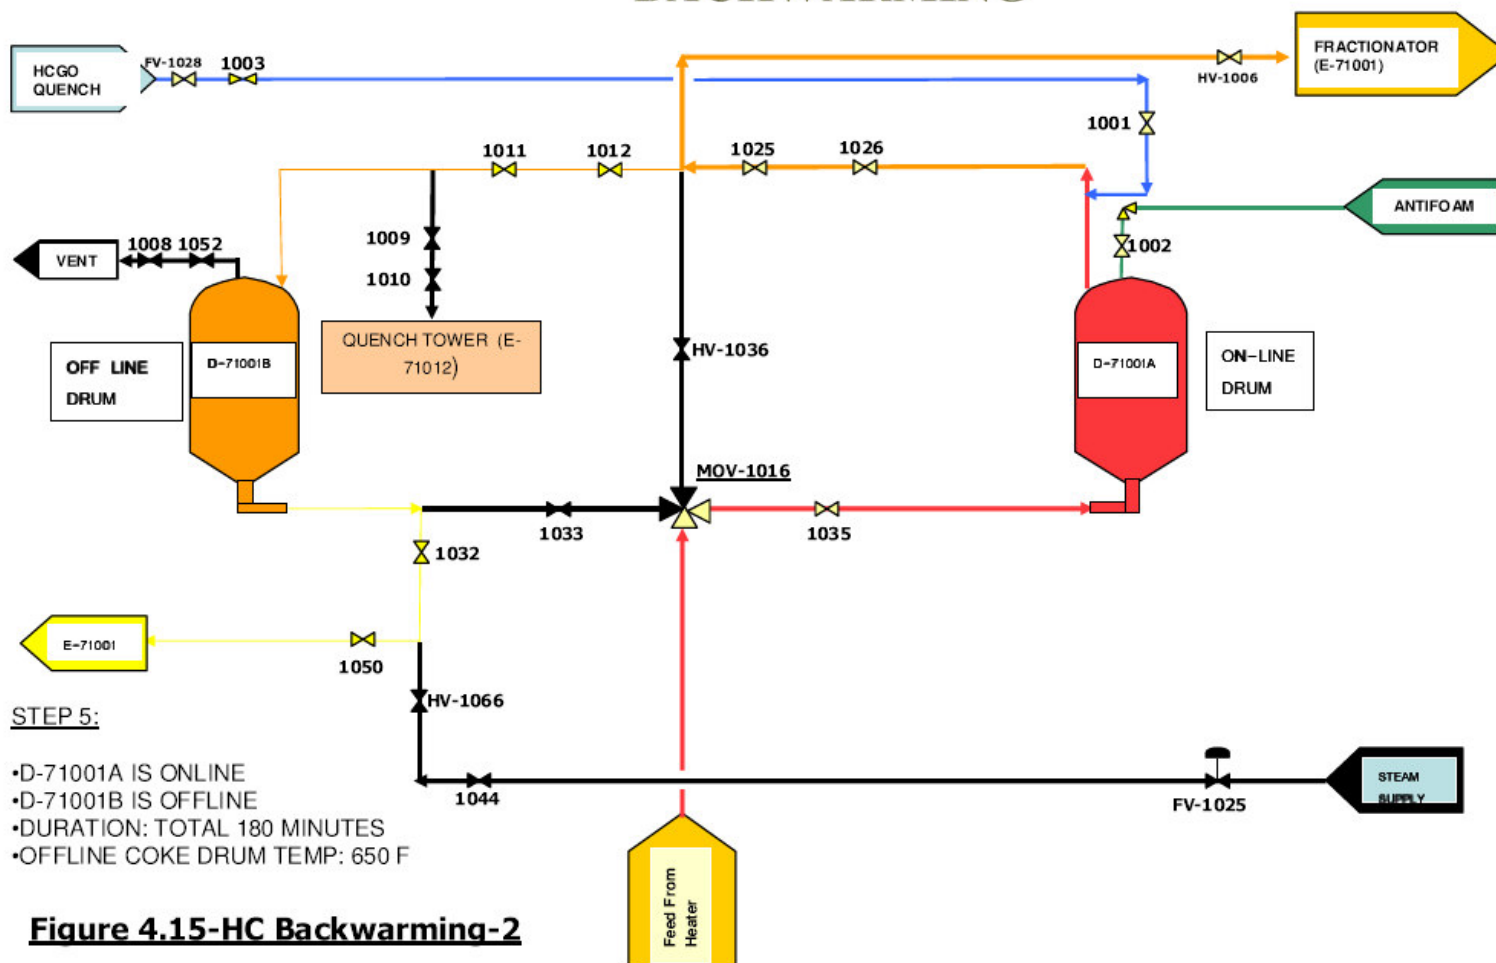 BACKWARMING
HCGO
QUENCH
FV-1028
1003
HV-1006
FRACTIONATOR
(E-71001)
1001
1011
1012
1025
1026
ANTIFOAM
1009
1002
VENT
1008
1052
1010
QUENCH TOWER (E-
71012)
HV-1036
OFF LINE
DRUM
D-71001B
D-71001A
ON-LINE
DRUM
MOV-1016
1033
1035
1032
E-71001
1050
HV-1066
STEP 5:
•D-71001A IS ONLINE
•D-71001B IS OFFLINE
•DURATION: TOTAL 180 MINUTES
•OFFLINE COKE DRUM TEMP: 650 F
1044
FV-1025
STEAM
SUPPLY
Feed From
Heater
Figure 4.15-HC Backwarming-2